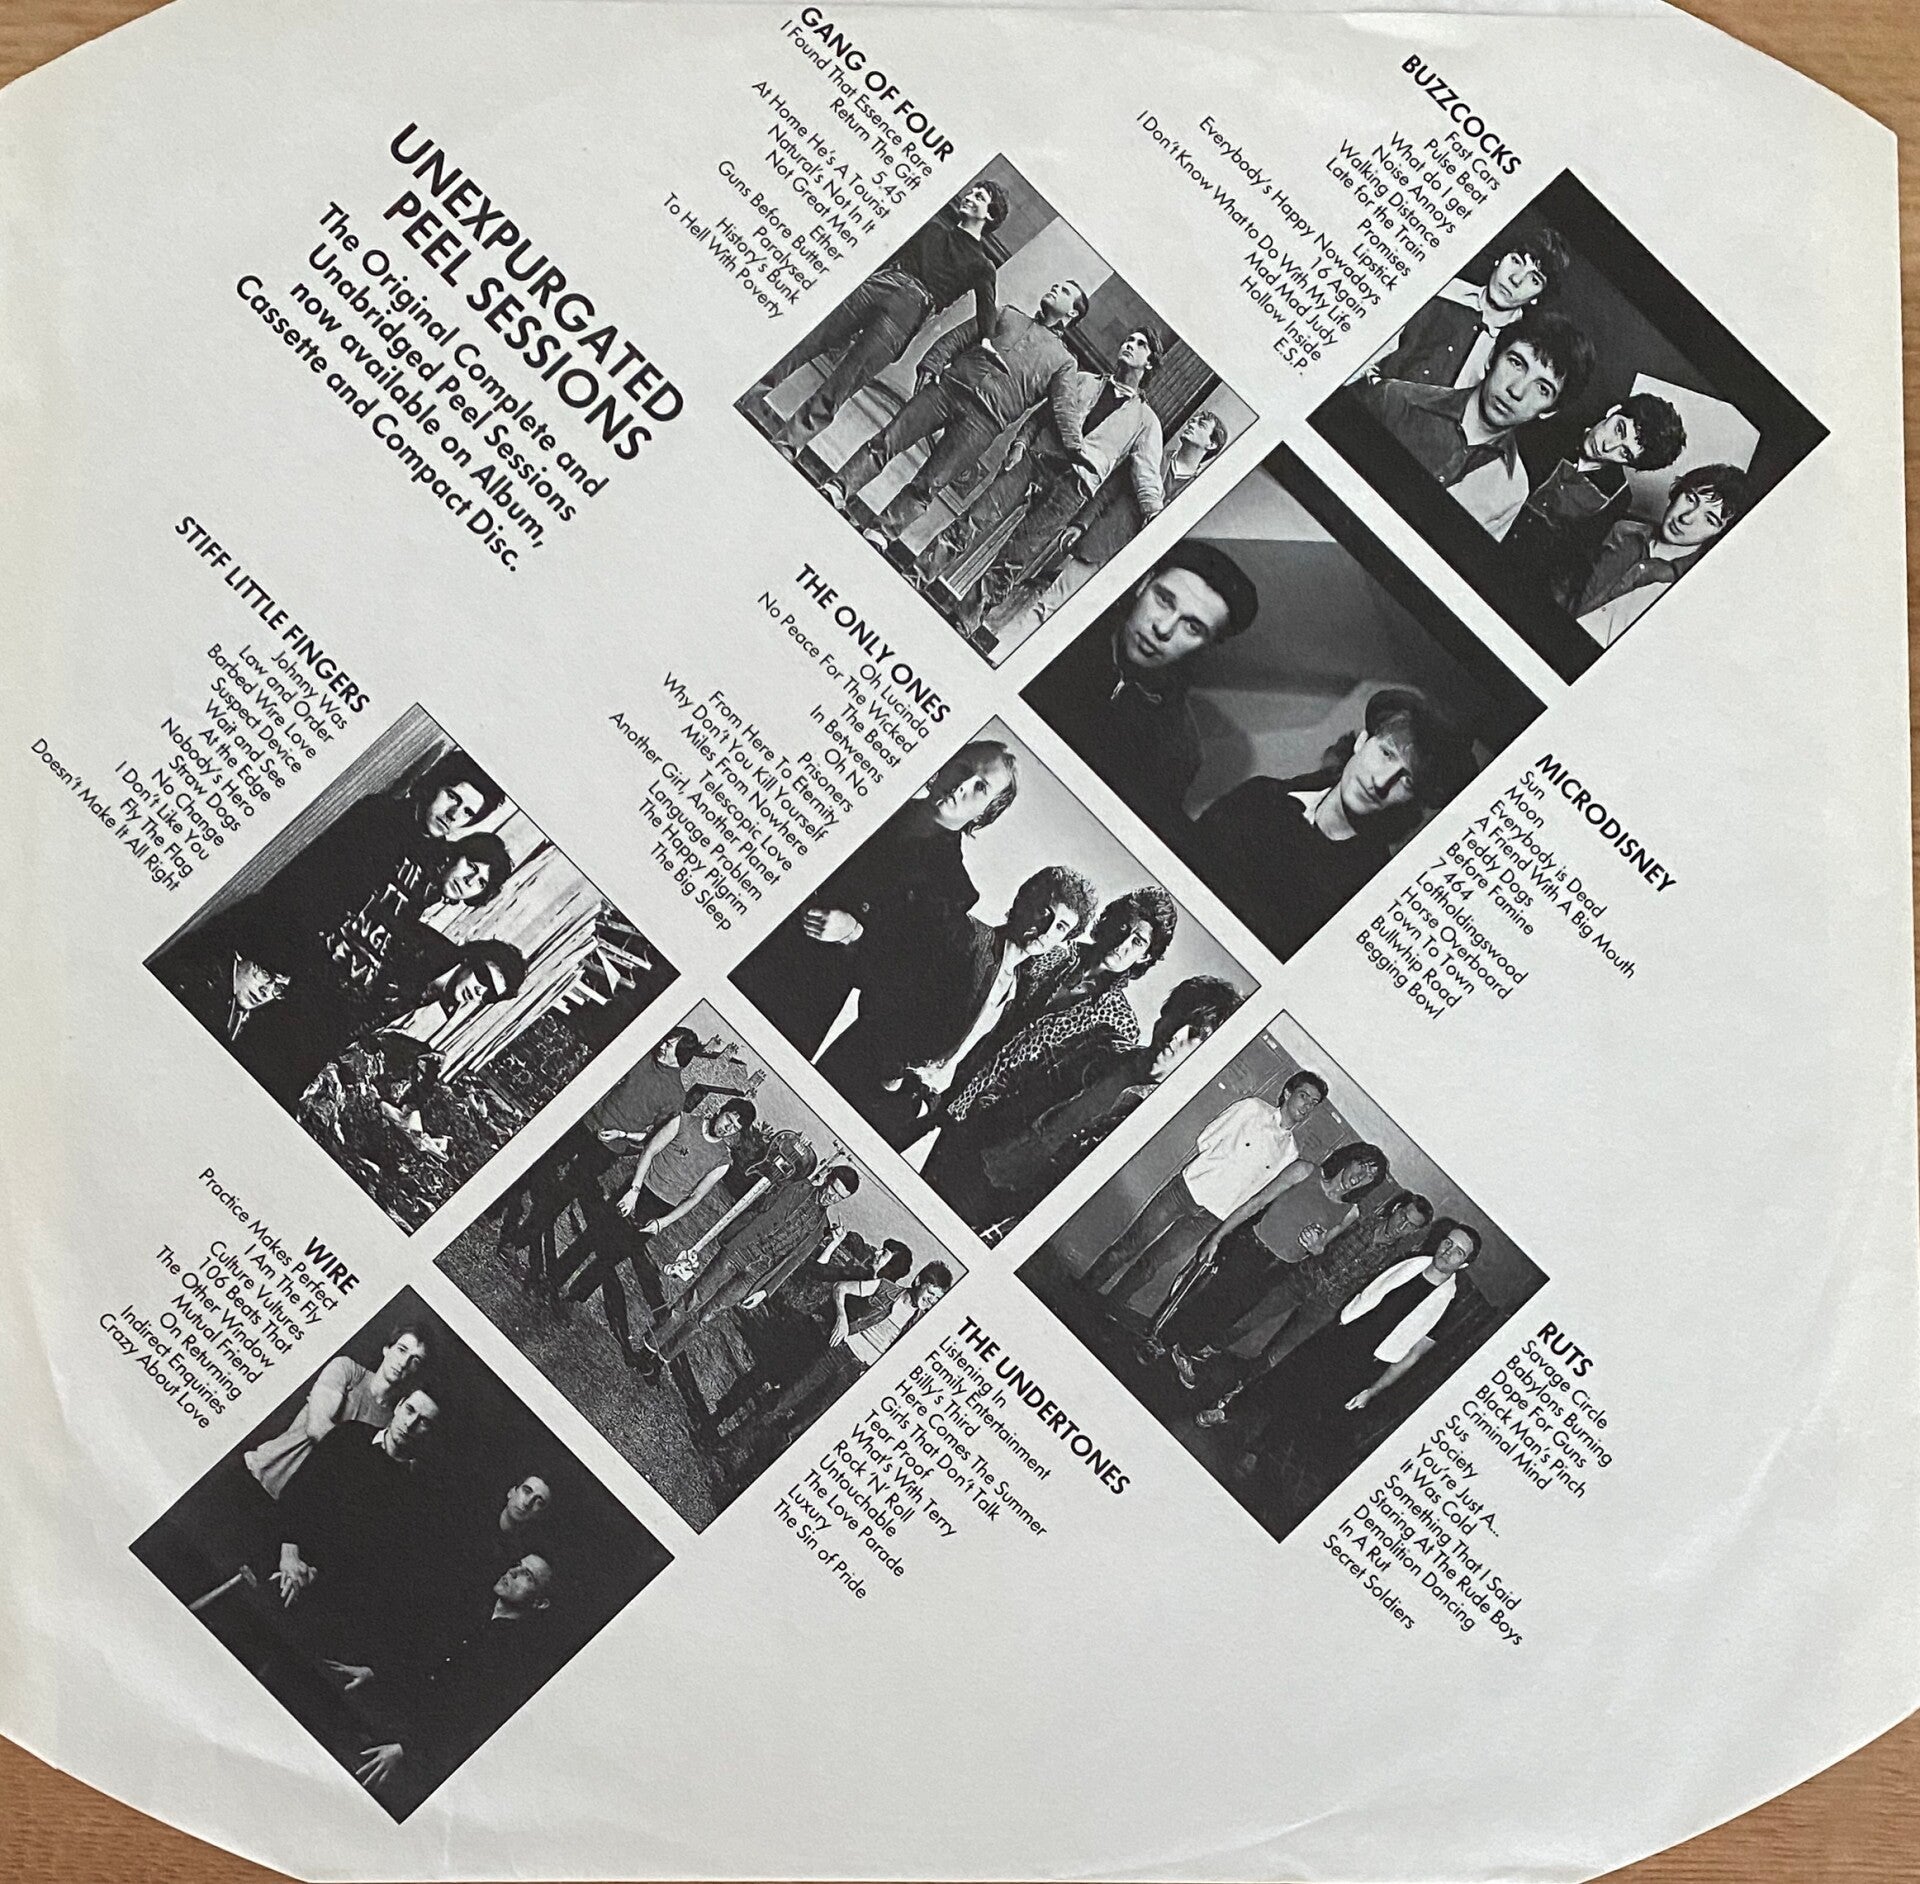 UNEXPURGATED
PEEL SESSIONS
The Original Complete and
Unabridged Peel Sessions
now available on Album,
Cassette and Compact Disc.
GANG OF FOUR
I Found That Essence Rare
Return The Gift
5.45
At Home He's A Tourist
Natural's Not In It
Not Great Men
Ether
Guns Before Butter
Paralysed
History's Bunk
To Hell With Poverty
BUZZCOCKS
Fast Cars
Pulse Beat
What do I get
Noise Annoys
Walking Distance
Late for the Train
Promises
Lipstick
Everybody's Happy Nowadays
16 Again
I Don't Know What to Do With My Life
Mad Mad Judy
Hollow Inside
E.S.P.
STIFF LITTLE FINGERS
Johnny Was
Law and Order
Barbed Wire Love
Suspect Device
Wait and See
At the Edge
Nobody's Hero
Straw Dogs
No Change
I Don't Like You
Fly The Flag
Doesn't Make It All Right
THE ONLY ONES
Oh Lucinda
No Peace For The Wicked
The Beast
In Betweens
Oh No
Prisoners
From Here To Eternity
Why Don't You Kill Yourself
Miles From Nowhere
Telescopic Love
Another Girl, Another Planet
Language Problem
The Happy Pilgrim
The Big Sleep
MICRODISNEY
Sun
Moon
Everybody is Dead
A Friend With A Big Mouth
Teddy Dogs
Before Famine
7 464
Loftholdingswood
Horse Overboard
Town To Town
Bullwhip Road
Begging Bowl
WIRE
Practice Makes Perfect
I Am The Fly
Culture Vultures
106 Beats That
The Other Window
Mutual Friend
On Returning
Indirect Enquiries
Crazy About Love
THE UNDERTONES
Listening In
Family Entertainment
Billy's Third
Here Comes The Summer
Girls That Don't Talk
Tear Proof
What's With Terry
Rock 'N' Roll
Untouchable
The Love Parade
Luxury
The Sin of Pride
RUTS
Savage Circle
Babylons Burning
Dope For Guns
Black Man's Pinch
Criminal Mind
Sus
Society
You're Just A...
It Was Cold
Something That I Said
Staring At The Rude Boys
Demolition Dancing
In A Rut
Secret Soldiers